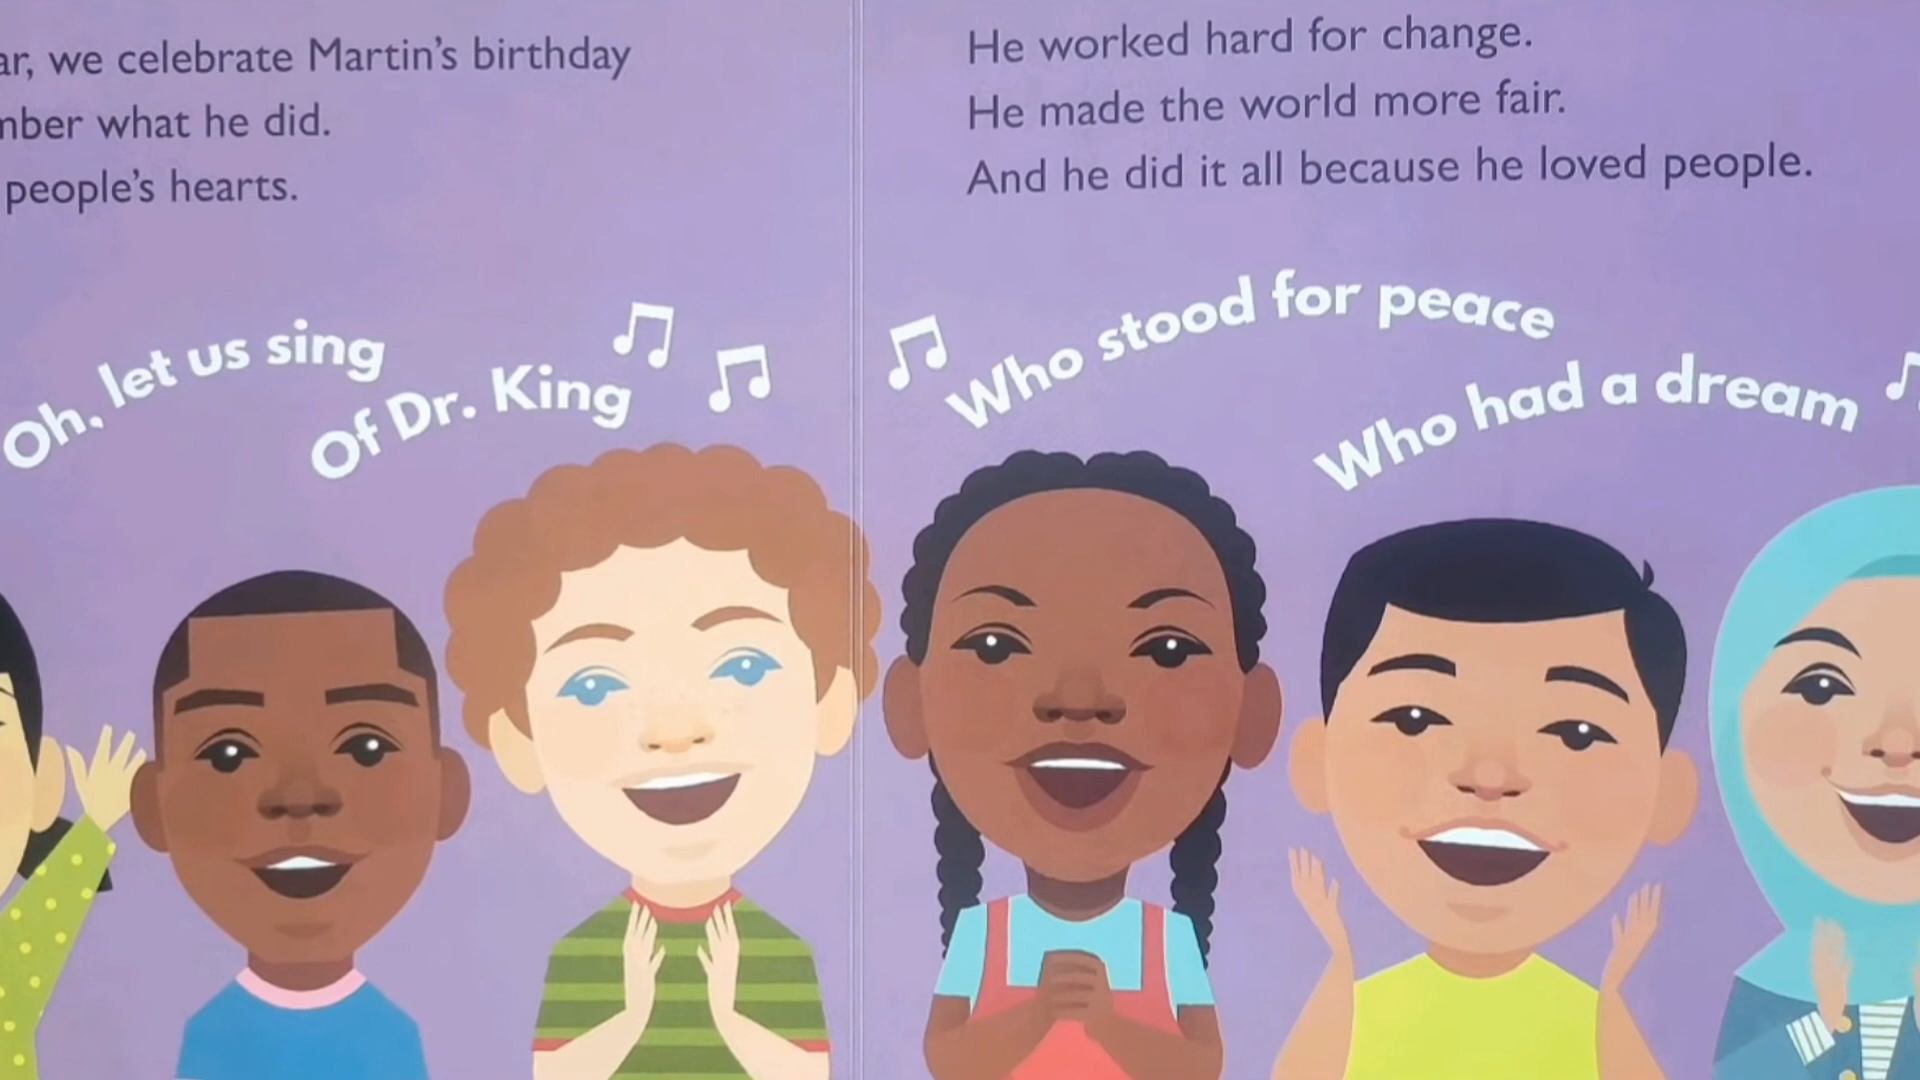 ar, we celebrate Martin's birthday
mber what he did.
people's hearts.
He worked hard for change.
He made the world more fair.
And he did it all because he loved people.
Oh, let us sing
Of Dr. King
Who stood for peace
Who had a dream